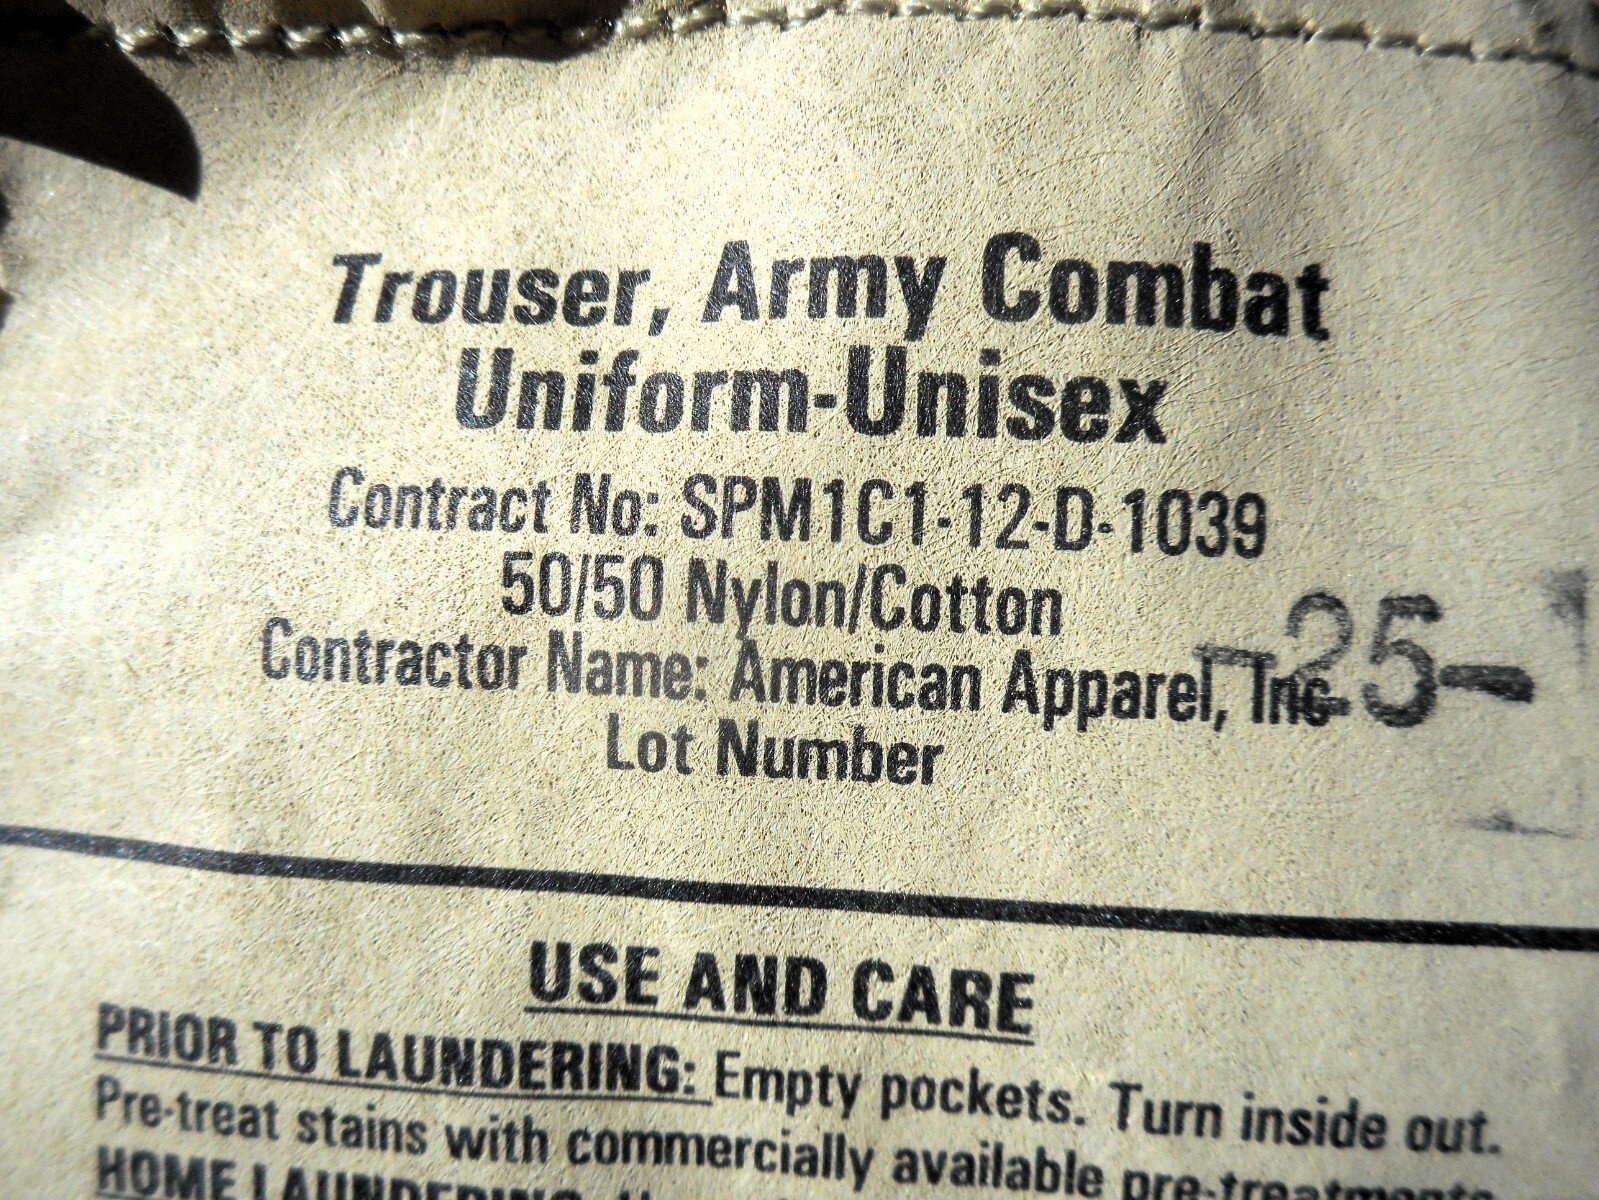 Trouser, Army Combat
Uniform-Unisex
Contract No: SPM1C1-12-D-1039
50/50 Nylon/Cotton
Contractor Name: American Apparel, Inc
-25-
Lot Number
USE AND CARE
PRIOR TO LAUNDERING: Empty pockets. Turn inside out.
Pre-treat stains with commercially available pre-treatments
HOME LAUNDERING: